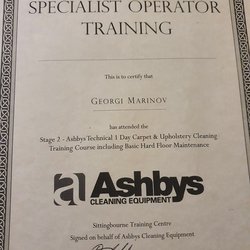 SPECIALIST OPERATOR
TRAINING
This is to certify that
GEORGI MARINOV
has attended the
Stage 2 - Ashbys Technical 1 Day Carpet & Upholstery Cleaning
Training Course including Basic Hard Floor Maintenance
a Ashbys
CLEANING EQUIPMENT
Sittingbourne Training Centre
Signed on behalf of Ashbys Cleaning Equipment.